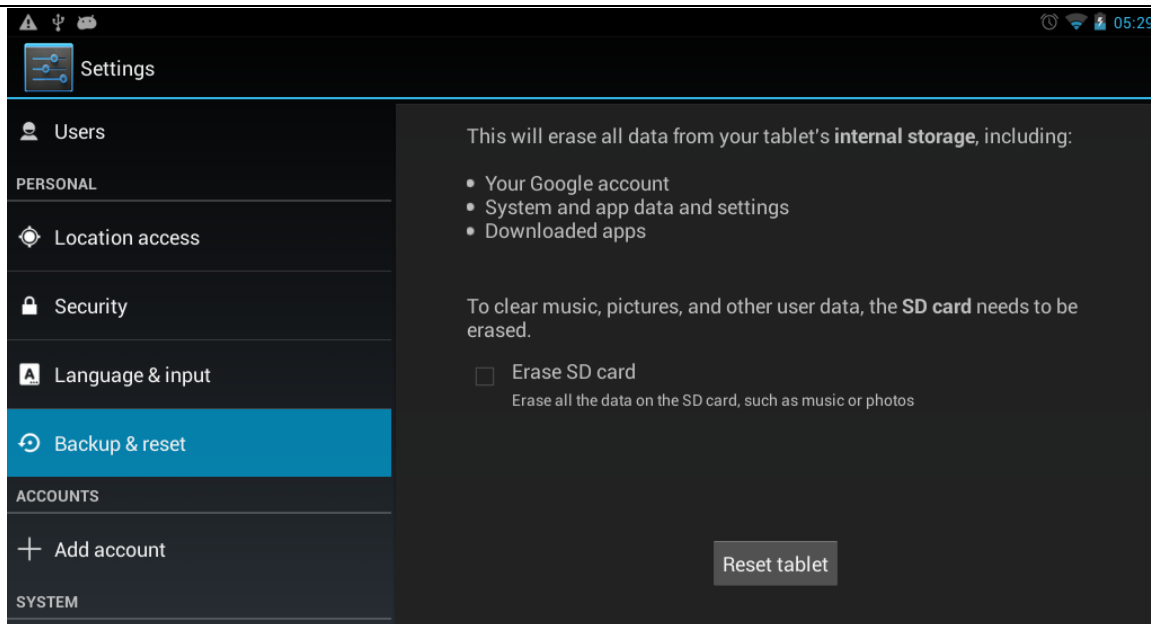 05:29
Settings
Users
PERSONAL
Location access
Security
Language & input
Backup & reset
ACCOUNTS
Add account
SYSTEM
This will erase all data from your tablet's internal storage, including:
• Your Google account
• System and app data and settings
• Downloaded apps
To clear music, pictures, and other user data, the SD card needs to be
erased.
Erase SD card
Erase all the data on the SD card, such as music or photos
Reset tablet